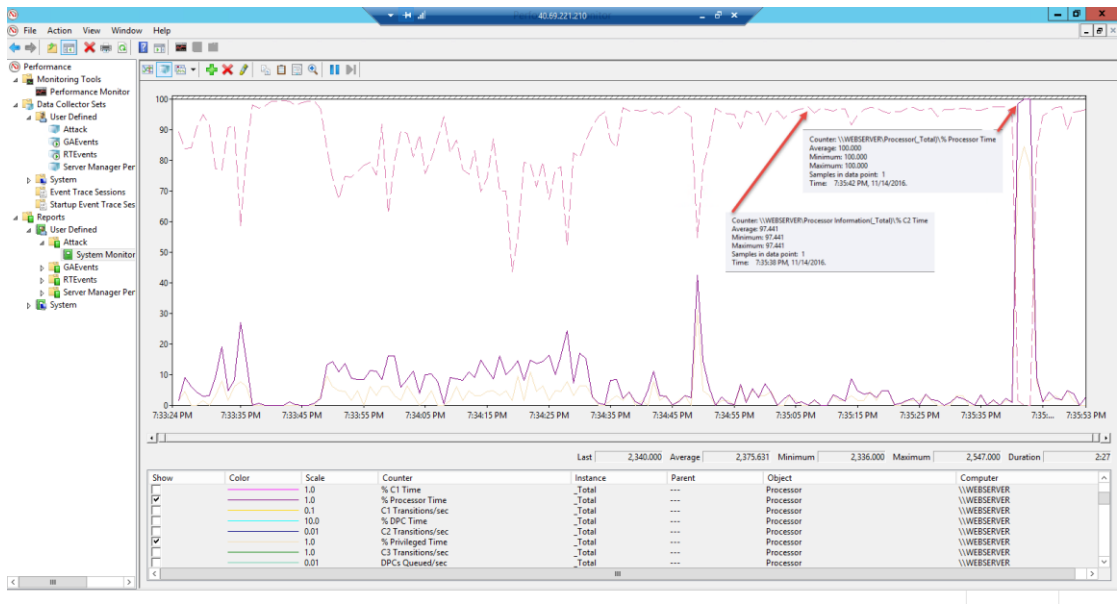 40.69.221.210
File Action View Window Help
Performance
Monitoring Tools
Performance Monitor
Data Collector Sets
User Defined
Attack
GAEvents
RTEvents
Server Manager Per
System
Event Trace Sessions
Startup Event Trace Ses
Reports
User Defined
Attack
System Monitor
GAEvents
RTEvents
Server Manager Per
System
100
90
80
70
60
50
40
30
20
10
0
Counter: \\WEBSERVER\Processor(_Total)\% Processor Time
Average: 100.000
Minimum: 100.000
Maximum: 100.000
Samples in data point: 1
Time: 7:35:42 PM, 11/14/2016.
Counter: \\WEBSERVER\Processor Information(_Total)\% C2 Time
Average: 97.441
Minimum: 97.441
Maximum: 97.441
Samples in data point: 1
Time: 7:35:38 PM, 11/14/2016.
7:33:24 PM 7:33:35 PM 7:33:45 PM 7:33:55 PM 7:34:05 PM 7:34:15 PM 7:34:25 PM 7:34:35 PM 7:34:45 PM 7:34:55 PM 7:35:05 PM 7:35:15 PM 7:35:25 PM 7:35:35 PM 7:35:... 7:35:53 PM
Last 2,340.000 Average 2,375.631 Minimum 2,336.000 Maximum 2,547.000 Duration 2:27
Show Color Scale Counter Instance Parent Object Computer
1.0 % C1 Time _Total --- Processor \\WEBSERVER
1.0 % Processor Time _Total --- Processor \\WEBSERVER
0.1 C1 Transitions/sec _Total --- Processor \\WEBSERVER
10.0 % DPC Time _Total --- Processor \\WEBSERVER
0.01 C2 Transitions/sec _Total --- Processor \\WEBSERVER
1.0 % Privileged Time _Total --- Processor \\WEBSERVER
1.0 C3 Transitions/sec _Total --- Processor \\WEBSERVER
0.01 DPCs Queued/sec _Total --- Processor \\WEBSERVER